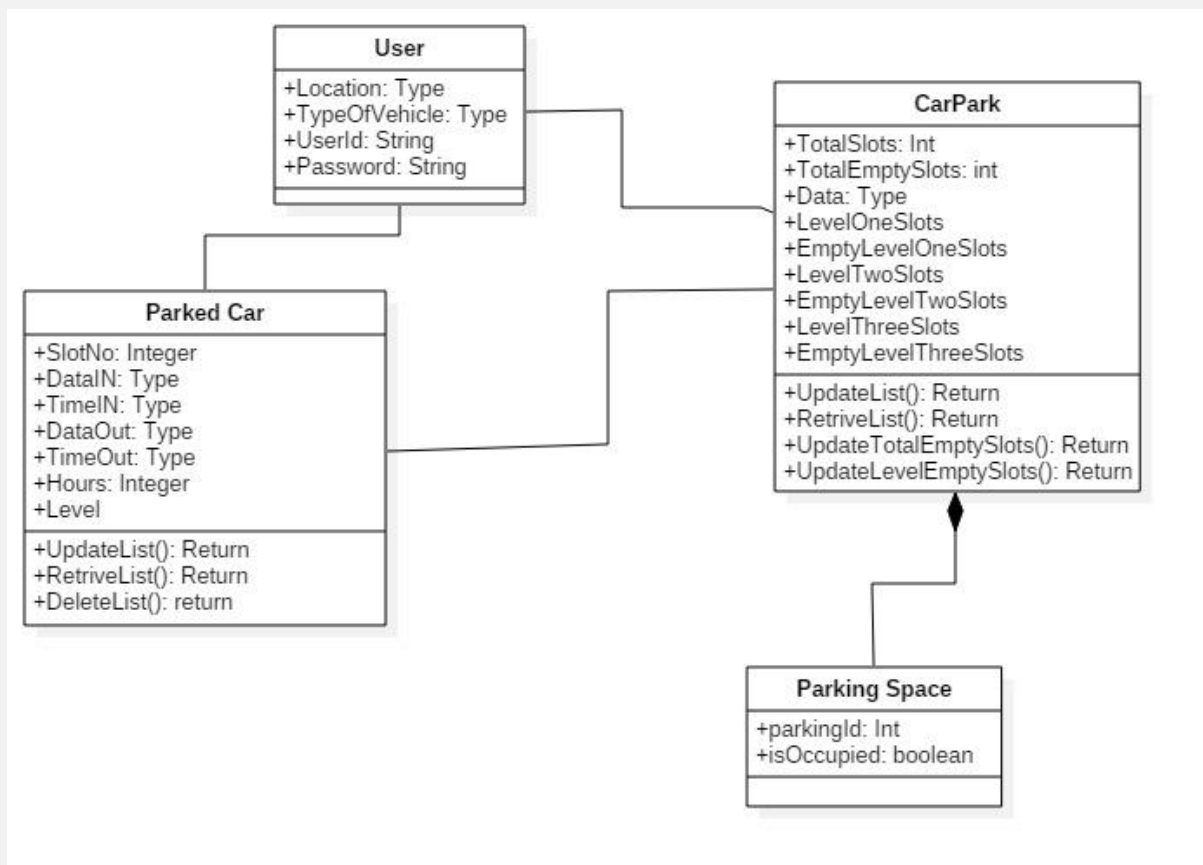 User
+Location: Type
+TypeOfVehicle: Type
+UserId: String
+Password: String
CarPark
+TotalSlots: Int
+TotalEmptySlots: int
+Data: Type
+LevelOneSlots
+EmptyLevelOneSlots
+LevelTwoSlots
+EmptyLevelTwoSlots
+LevelThreeSlots
+EmptyLevelThreeSlots
+UpdateList(): Return
+RetriveList(): Return
+UpdateTotalEmptySlots(): Return
+UpdateLevelEmptySlots(): Return
Parked Car
+SlotNo: Integer
+DataIN: Type
+TimeIN: Type
+DataOut: Type
+TimeOut: Type
+Hours: Integer
+Level
+UpdateList(): Return
+RetriveList(): Return
+DeleteList(): return
Parking Space
+parkingId: Int
+isOccupied: boolean